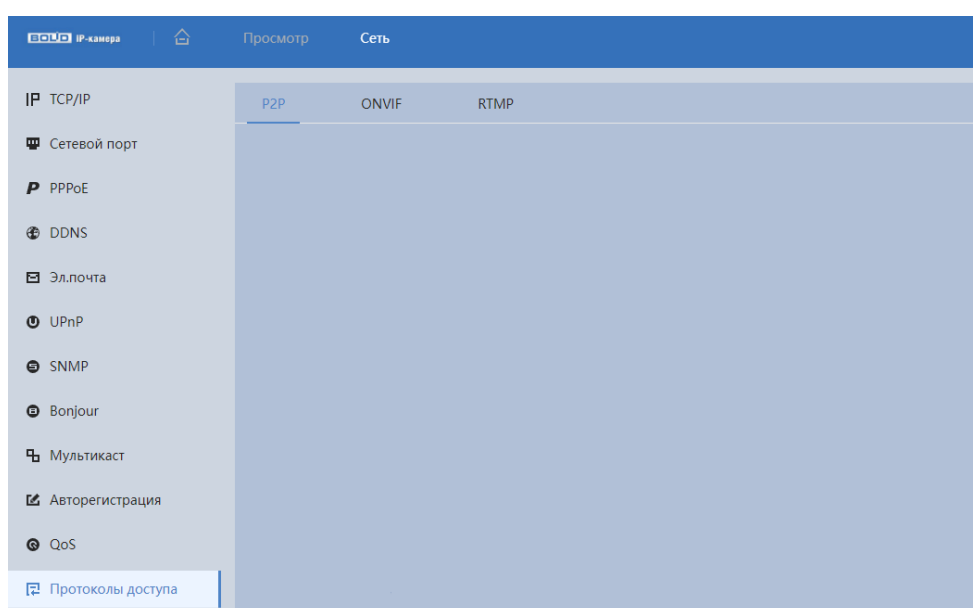 BOLID IP-камера Просмотр Сеть
TCP/IP
P2P ONVIF RTMP
Сетевой порт
PPPoE
DDNS
Эл.почта
UPnP
SNMP
Bonjour
Мультикаст
Авторегистрация
QoS
Протоколы доступа